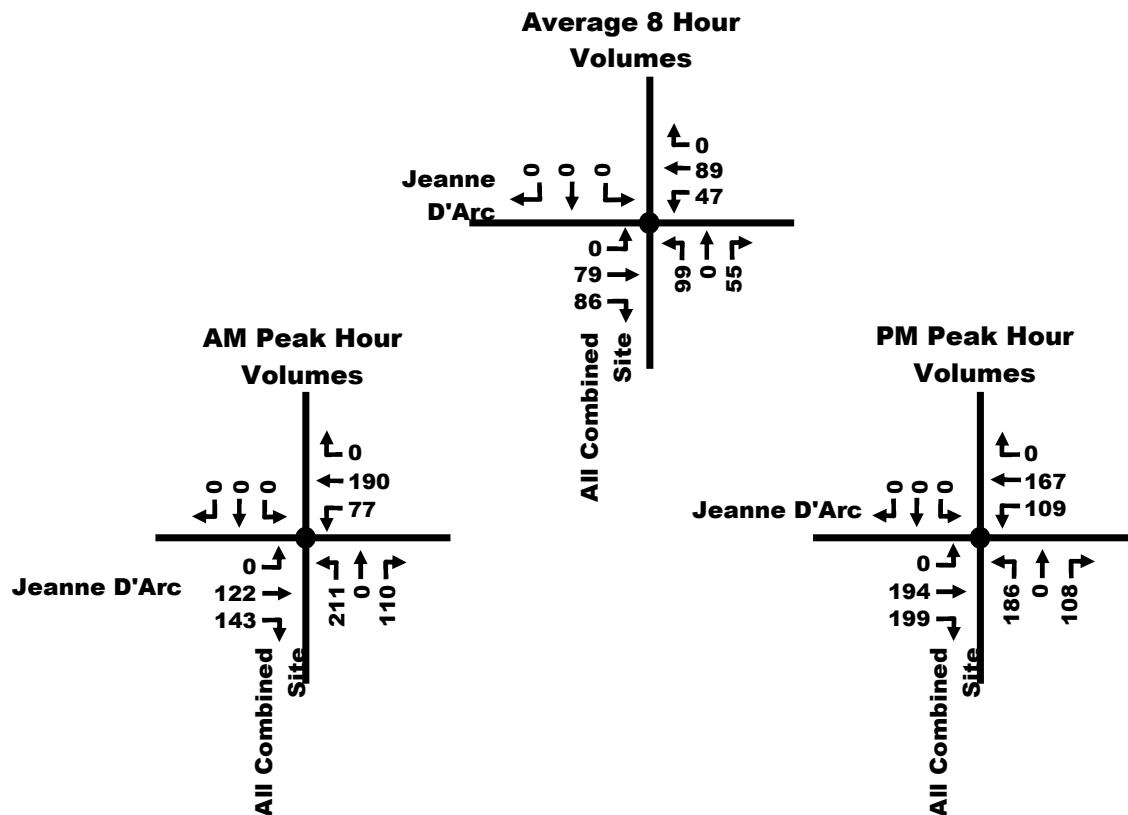 Average 8 Hour
Volumes
0 0 0
0
89
47
Jeanne
D'Arc
0
79
86
99 0 55
All Combined
Site
AM Peak Hour
Volumes
0 0 0
0
190
77
Jeanne D'Arc
0
122
143
211 0 110
All Combined
Site
PM Peak Hour
Volumes
0 0 0
0
167
109
Jeanne D'Arc
0
194
199
186 0 108
All Combined
Site